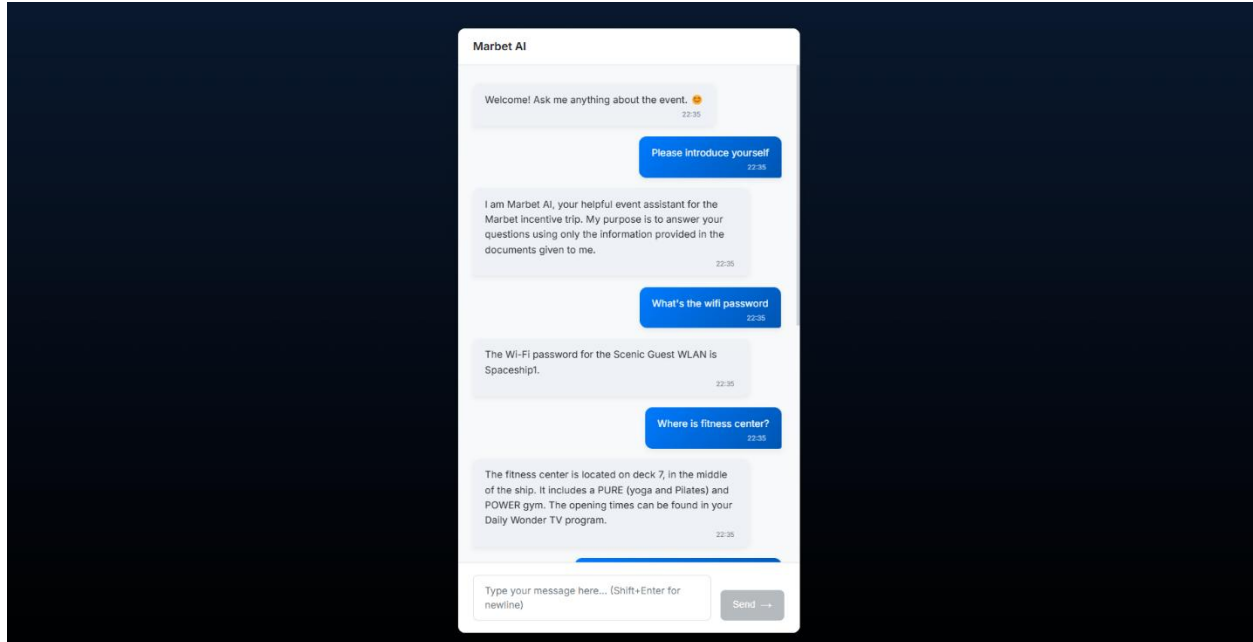 Marbet AI
Welcome! Ask me anything about the event. 😊
22:35
Please introduce yourself
22:35
I am Marbet AI, your helpful event assistant for the
Marbet incentive trip. My purpose is to answer your
questions using only the information provided in the
documents given to me.
22:35
What's the wifi password
22:35
The Wi-Fi password for the Scenic Guest WLAN is
Spaceship1.
22:35
Where is fitness center?
22:35
The fitness center is located on deck 7, in the middle
of the ship. It includes a PURE (yoga and Pilates) and
POWER gym. The opening times can be found in your
Daily Wonder TV program.
22:35
Type your message here... (Shift+Enter for
newline)
Send →